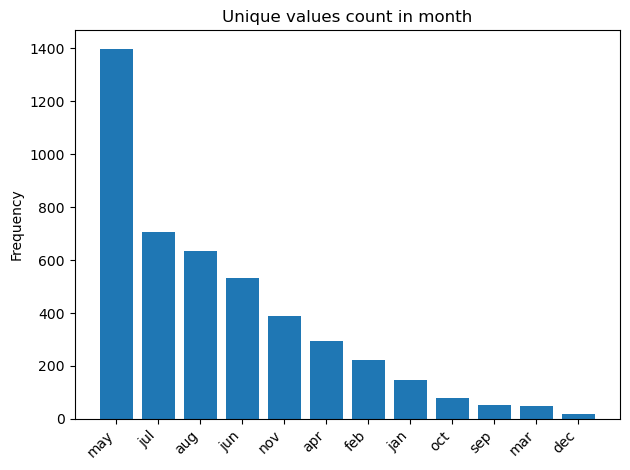 Unique values count in month
Frequency
1400
1200
1000
800
600
400
200
0
may
jul
aug
jun
nov
apr
feb
jan
oct
sep
mar
dec